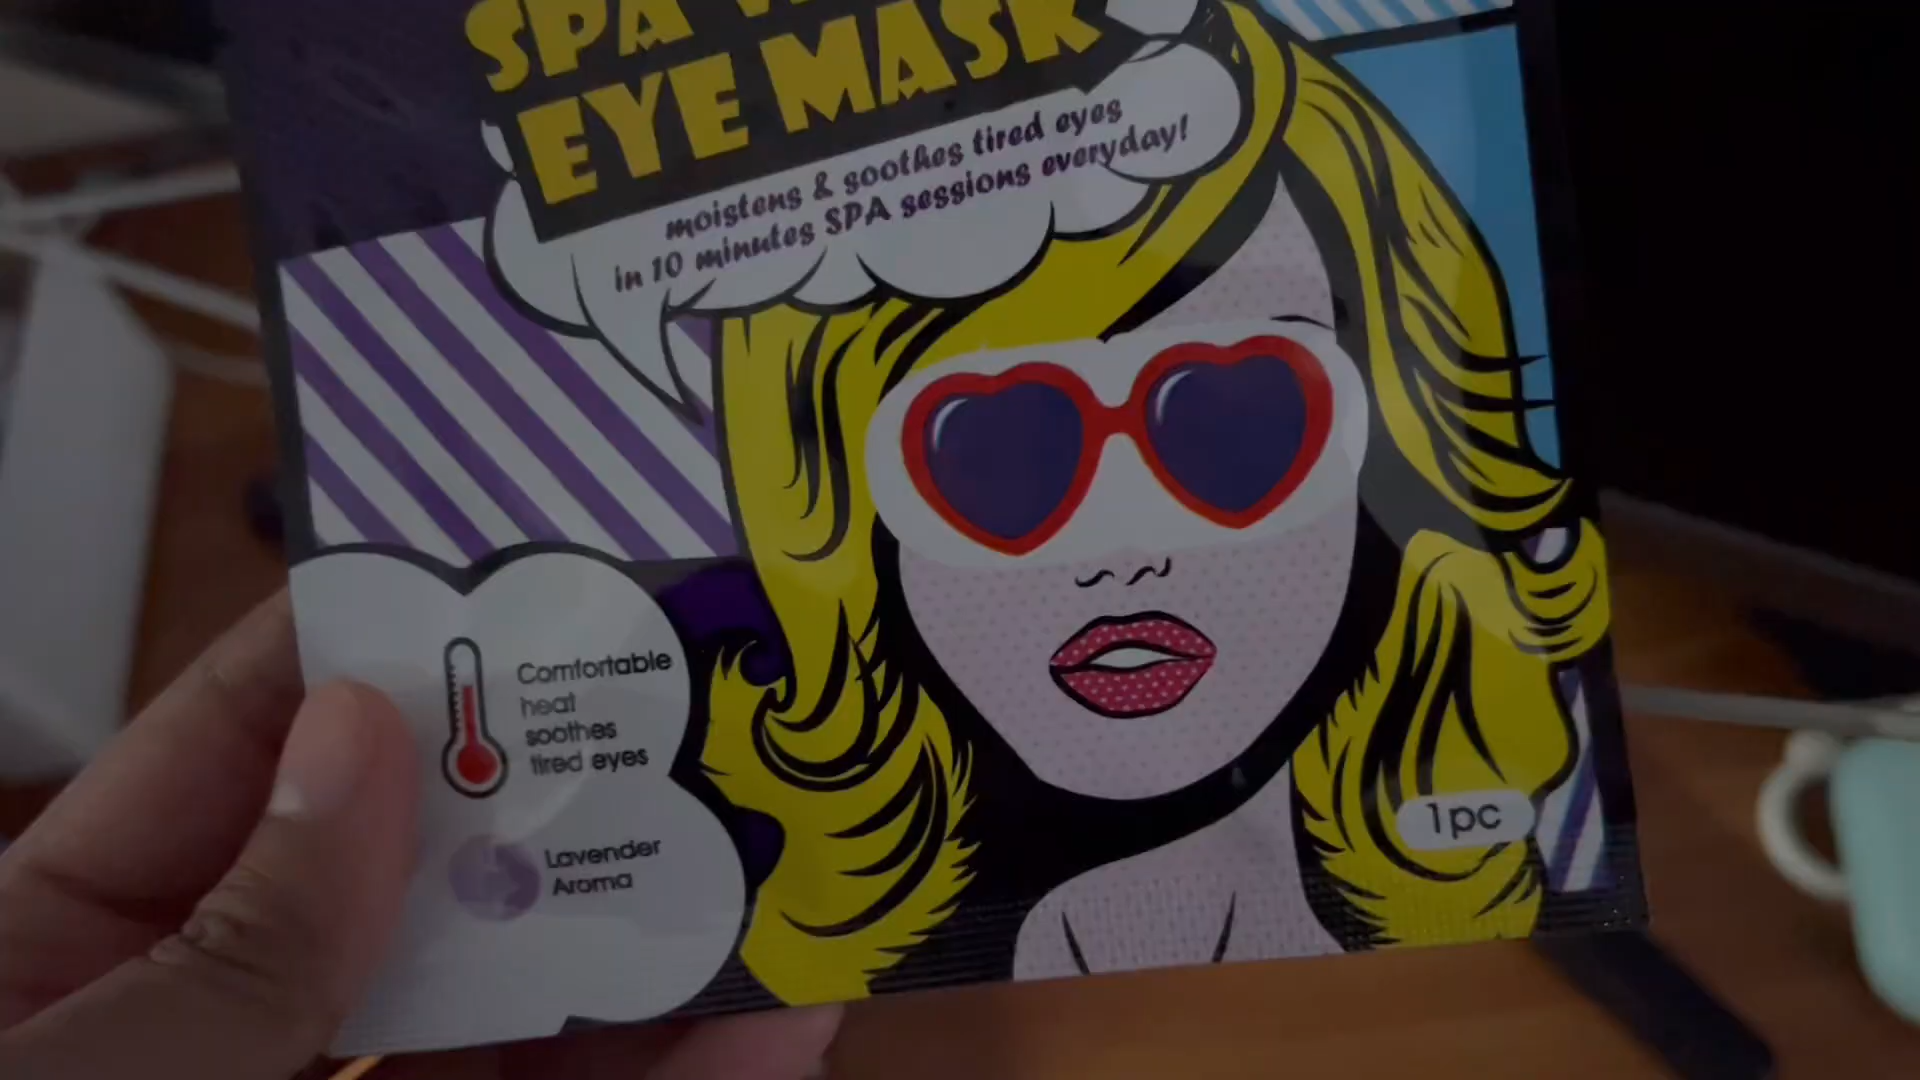 SPA
EYE MASK
moistens & soothes tired eyes
in 10 minutes SPA sessions everyday!
Comfortable
heat
soothes
tired eyes
Lavender
Aroma
1pc